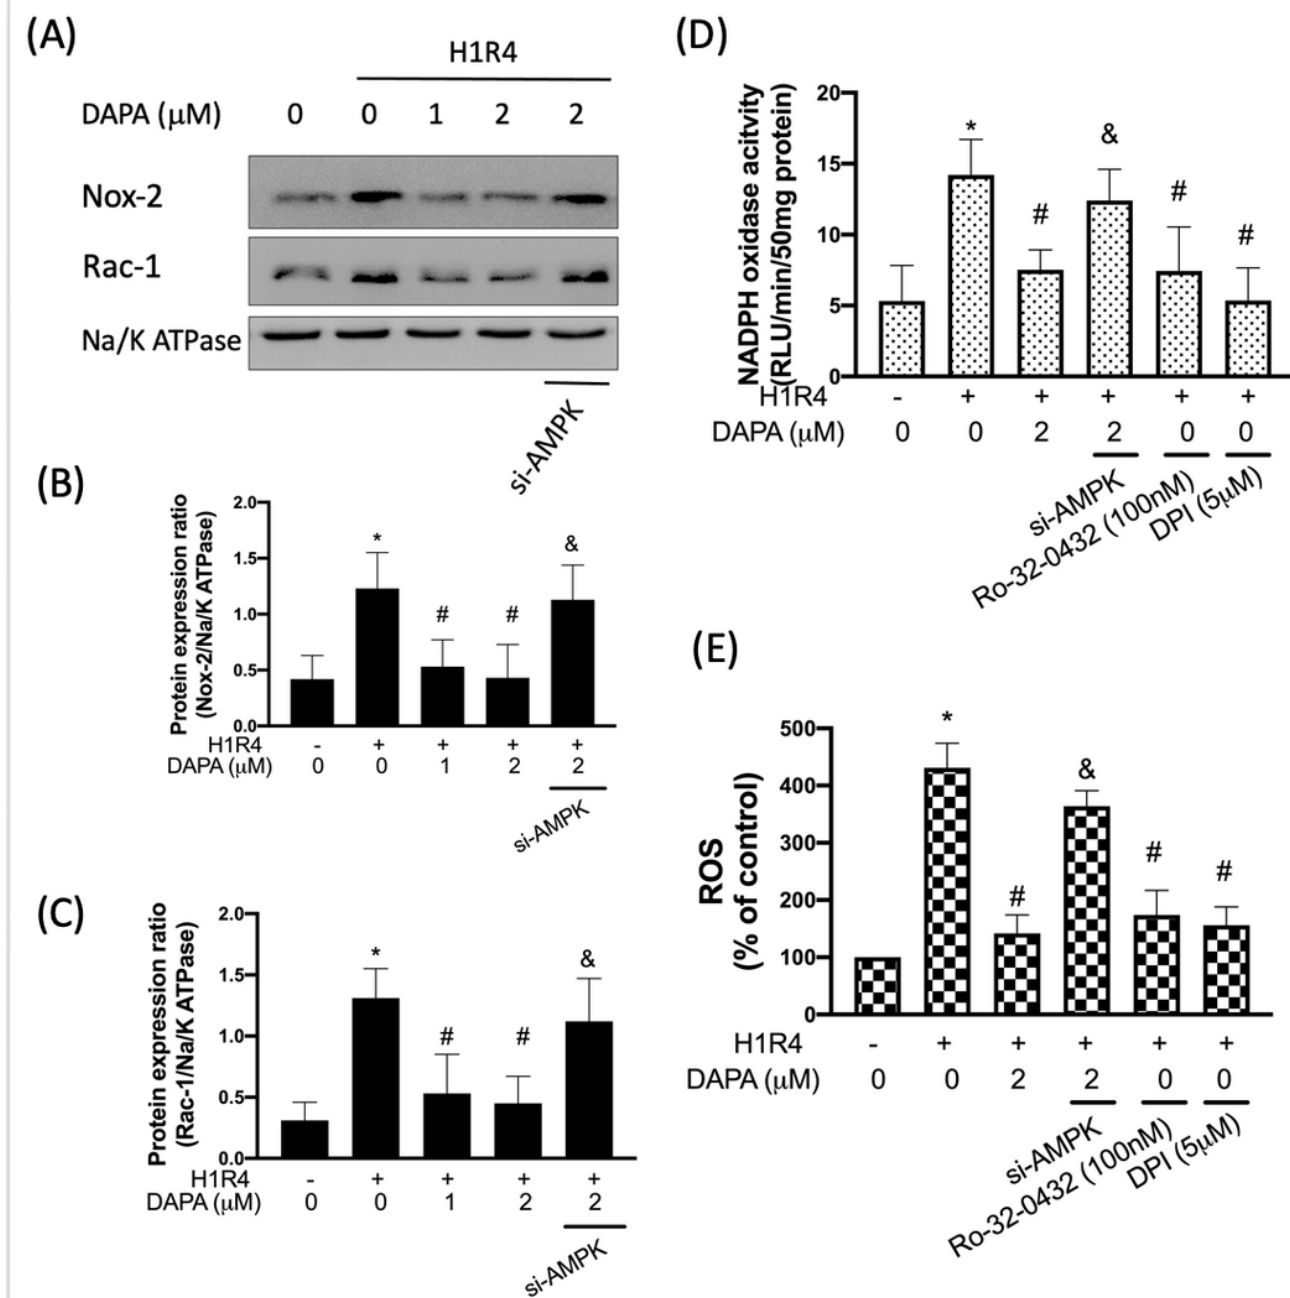 (A)
H1R4
DAPA (μM) 0 0 1 2 2
Nox-2
Rac-1
Na/K ATPase
si-AMPK
(B)
Protein expression ratio
(Nox-2/Na/K ATPase)
2.0
1.5
1.0
0.5
0.0
* # # &
H1R4 - + + + +
DAPA (μM) 0 0 1 2 2
si-AMPK
(C)
Protein expression ratio
(Rac-1/Na/K ATPase)
2.0
1.5
1.0
0.5
0.0
* # # &
H1R4 - + + + +
DAPA (μM) 0 0 1 2 2
si-AMPK
(D)
NADPH oxidase acitvity
(RLU/min/50mg protein)
20
15
10
5
0
* # & # #
H1R4 - + + + + +
DAPA (μM) 0 0 2 2 0 0
si-AMPK
Ro-32-0432 (100nM)
DPI (5μM)
(E)
ROS
(% of control)
500
400
300
200
100
0
* # & # #
H1R4 - + + + + +
DAPA (μM) 0 0 2 2 0 0
si-AMPK
Ro-32-0432 (100nM)
DPI (5μM)